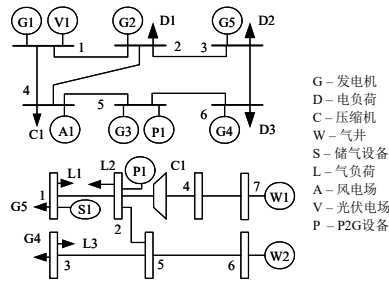 G1 V1 G2 D1 G5 D2
1 2 3
4 5 6
C1 A1 G3 P1 G4 D3
G – 发电机
D – 电负荷
C – 压缩机
W – 气井
S – 储气设备
L – 气负荷
A – 风电场
V – 光伏电场
P – P2G设备
L1 L2 P1 C1
1 4 7
G5 S1 2 W1
G4 L3 W2
3 5 6